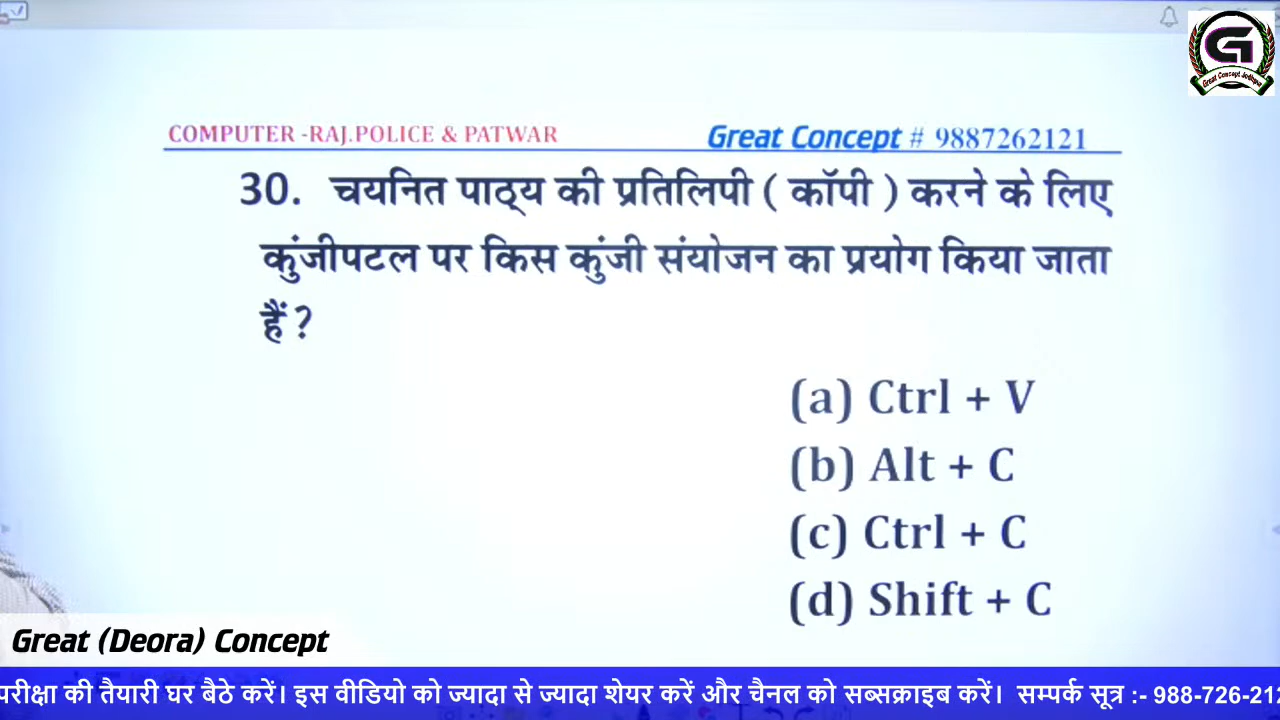 COMPUTER -RAJ.POLICE & PATWAR
Great Concept # 9887262121
30. चयनित पाठ्य की प्रतिलिपी ( कॉपी ) करने के लिए
कुंजीपटल पर किस कुंजी संयोजन का प्रयोग किया जाता
हैं ?
(a) Ctrl + V
(b) Alt + C
(c) Ctrl + C
(d) Shift + C
Great (Deora) Concept
परीक्षा की तैयारी घर बैठे करें। इस वीडियो को ज्यादा से ज्यादा शेयर करें और चैनल को सब्सक्राइब करें। सम्पर्क सूत्र :- 988-726-212